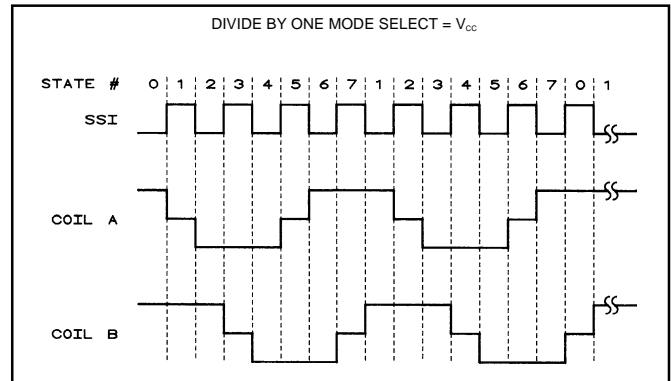 DIVIDE BY ONE MODE SELECT = Vcc
STATE # 0 1 2 3 4 5 6 7 1 2 3 4 5 6 7 0 1
SSI
COIL A
COIL B